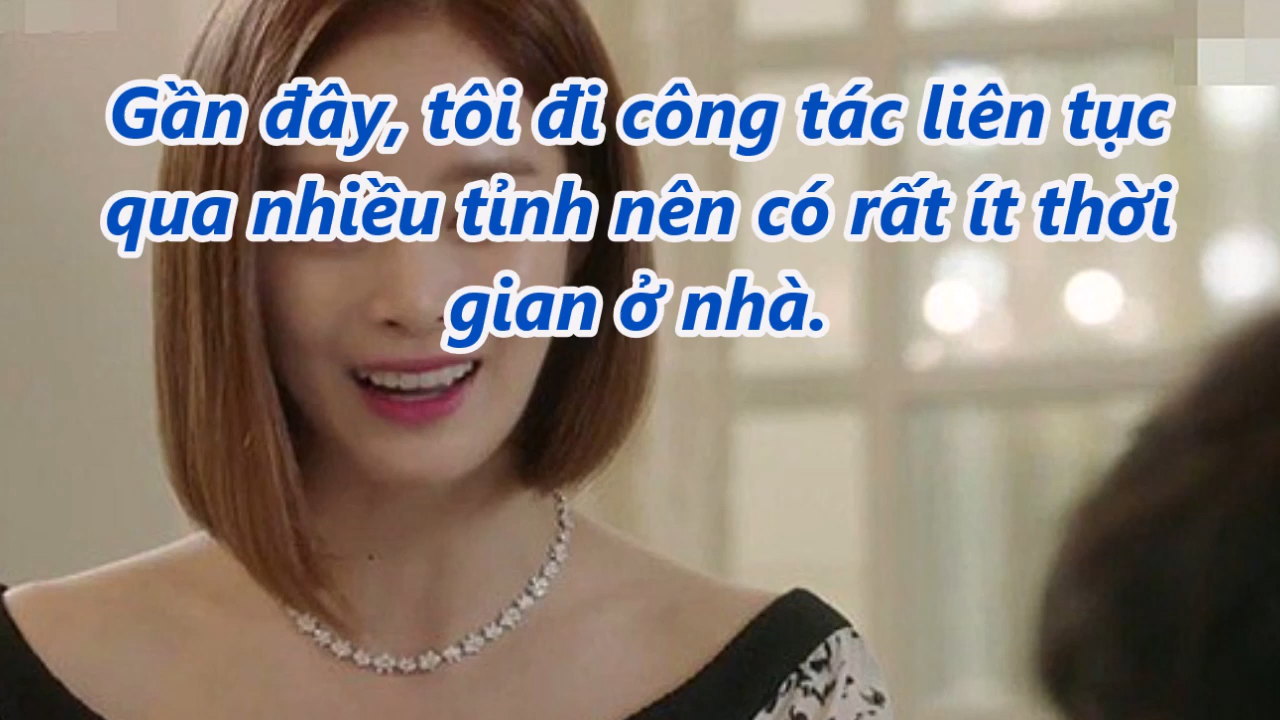 Gần đây, tôi đi công tác liên tục
qua nhiều tỉnh nên có rất ít thời
gian ở nhà.